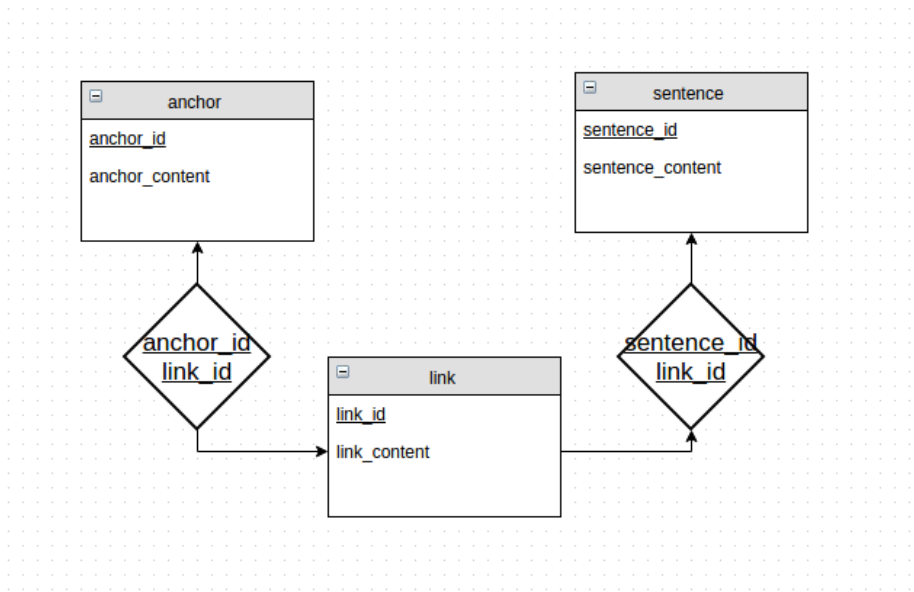 anchor
anchor_id
anchor_content
sentence
sentence_id
sentence_content
anchor_id
link_id
link
link_id
link_content
sentence_id
link_id